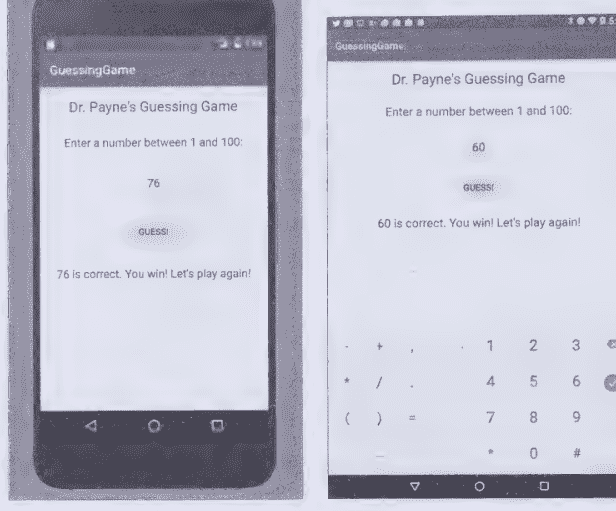 GuessingGame
Dr. Payne's Guessing Game
Enter a number between 1 and 100:
76
GUESS!
76 is correct. You win! Let's play again!
GuessingGame
Dr. Payne's Guessing Game
Enter a number between 1 and 100:
60
GUESS!
60 is correct. You win! Let's play again!
- + , . 1 2 3
* / . 4 5 6
( ) = 7 8 9
_ * 0 #